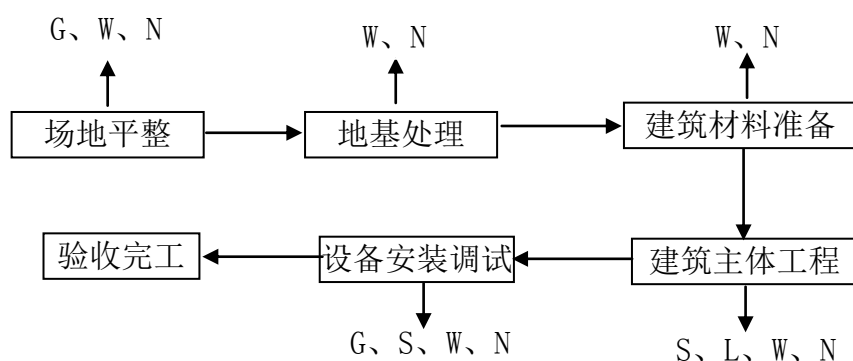 G、W、N
W、N
W、N
场地平整
地基处理
建筑材料准备
验收完工
设备安装调试
建筑主体工程
G、S、W、N
S、L、W、N